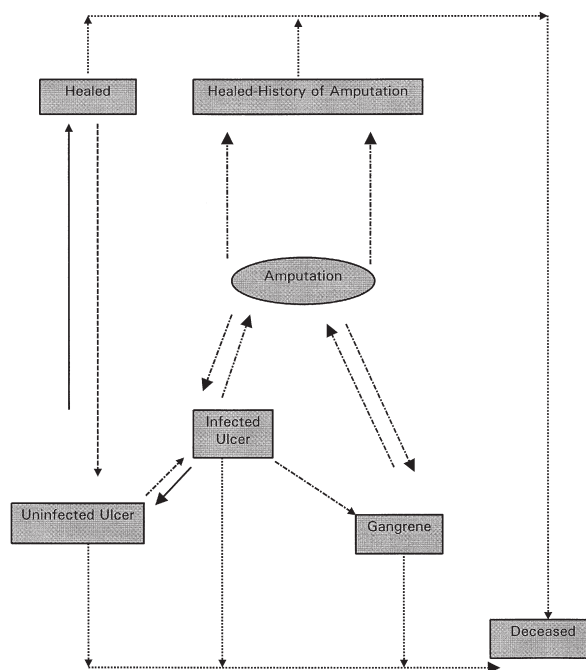 Healed
Healed-History of Amputation
Amputation
Infected
Ulcer
Uninfected Ulcer
Gangrene
Deceased